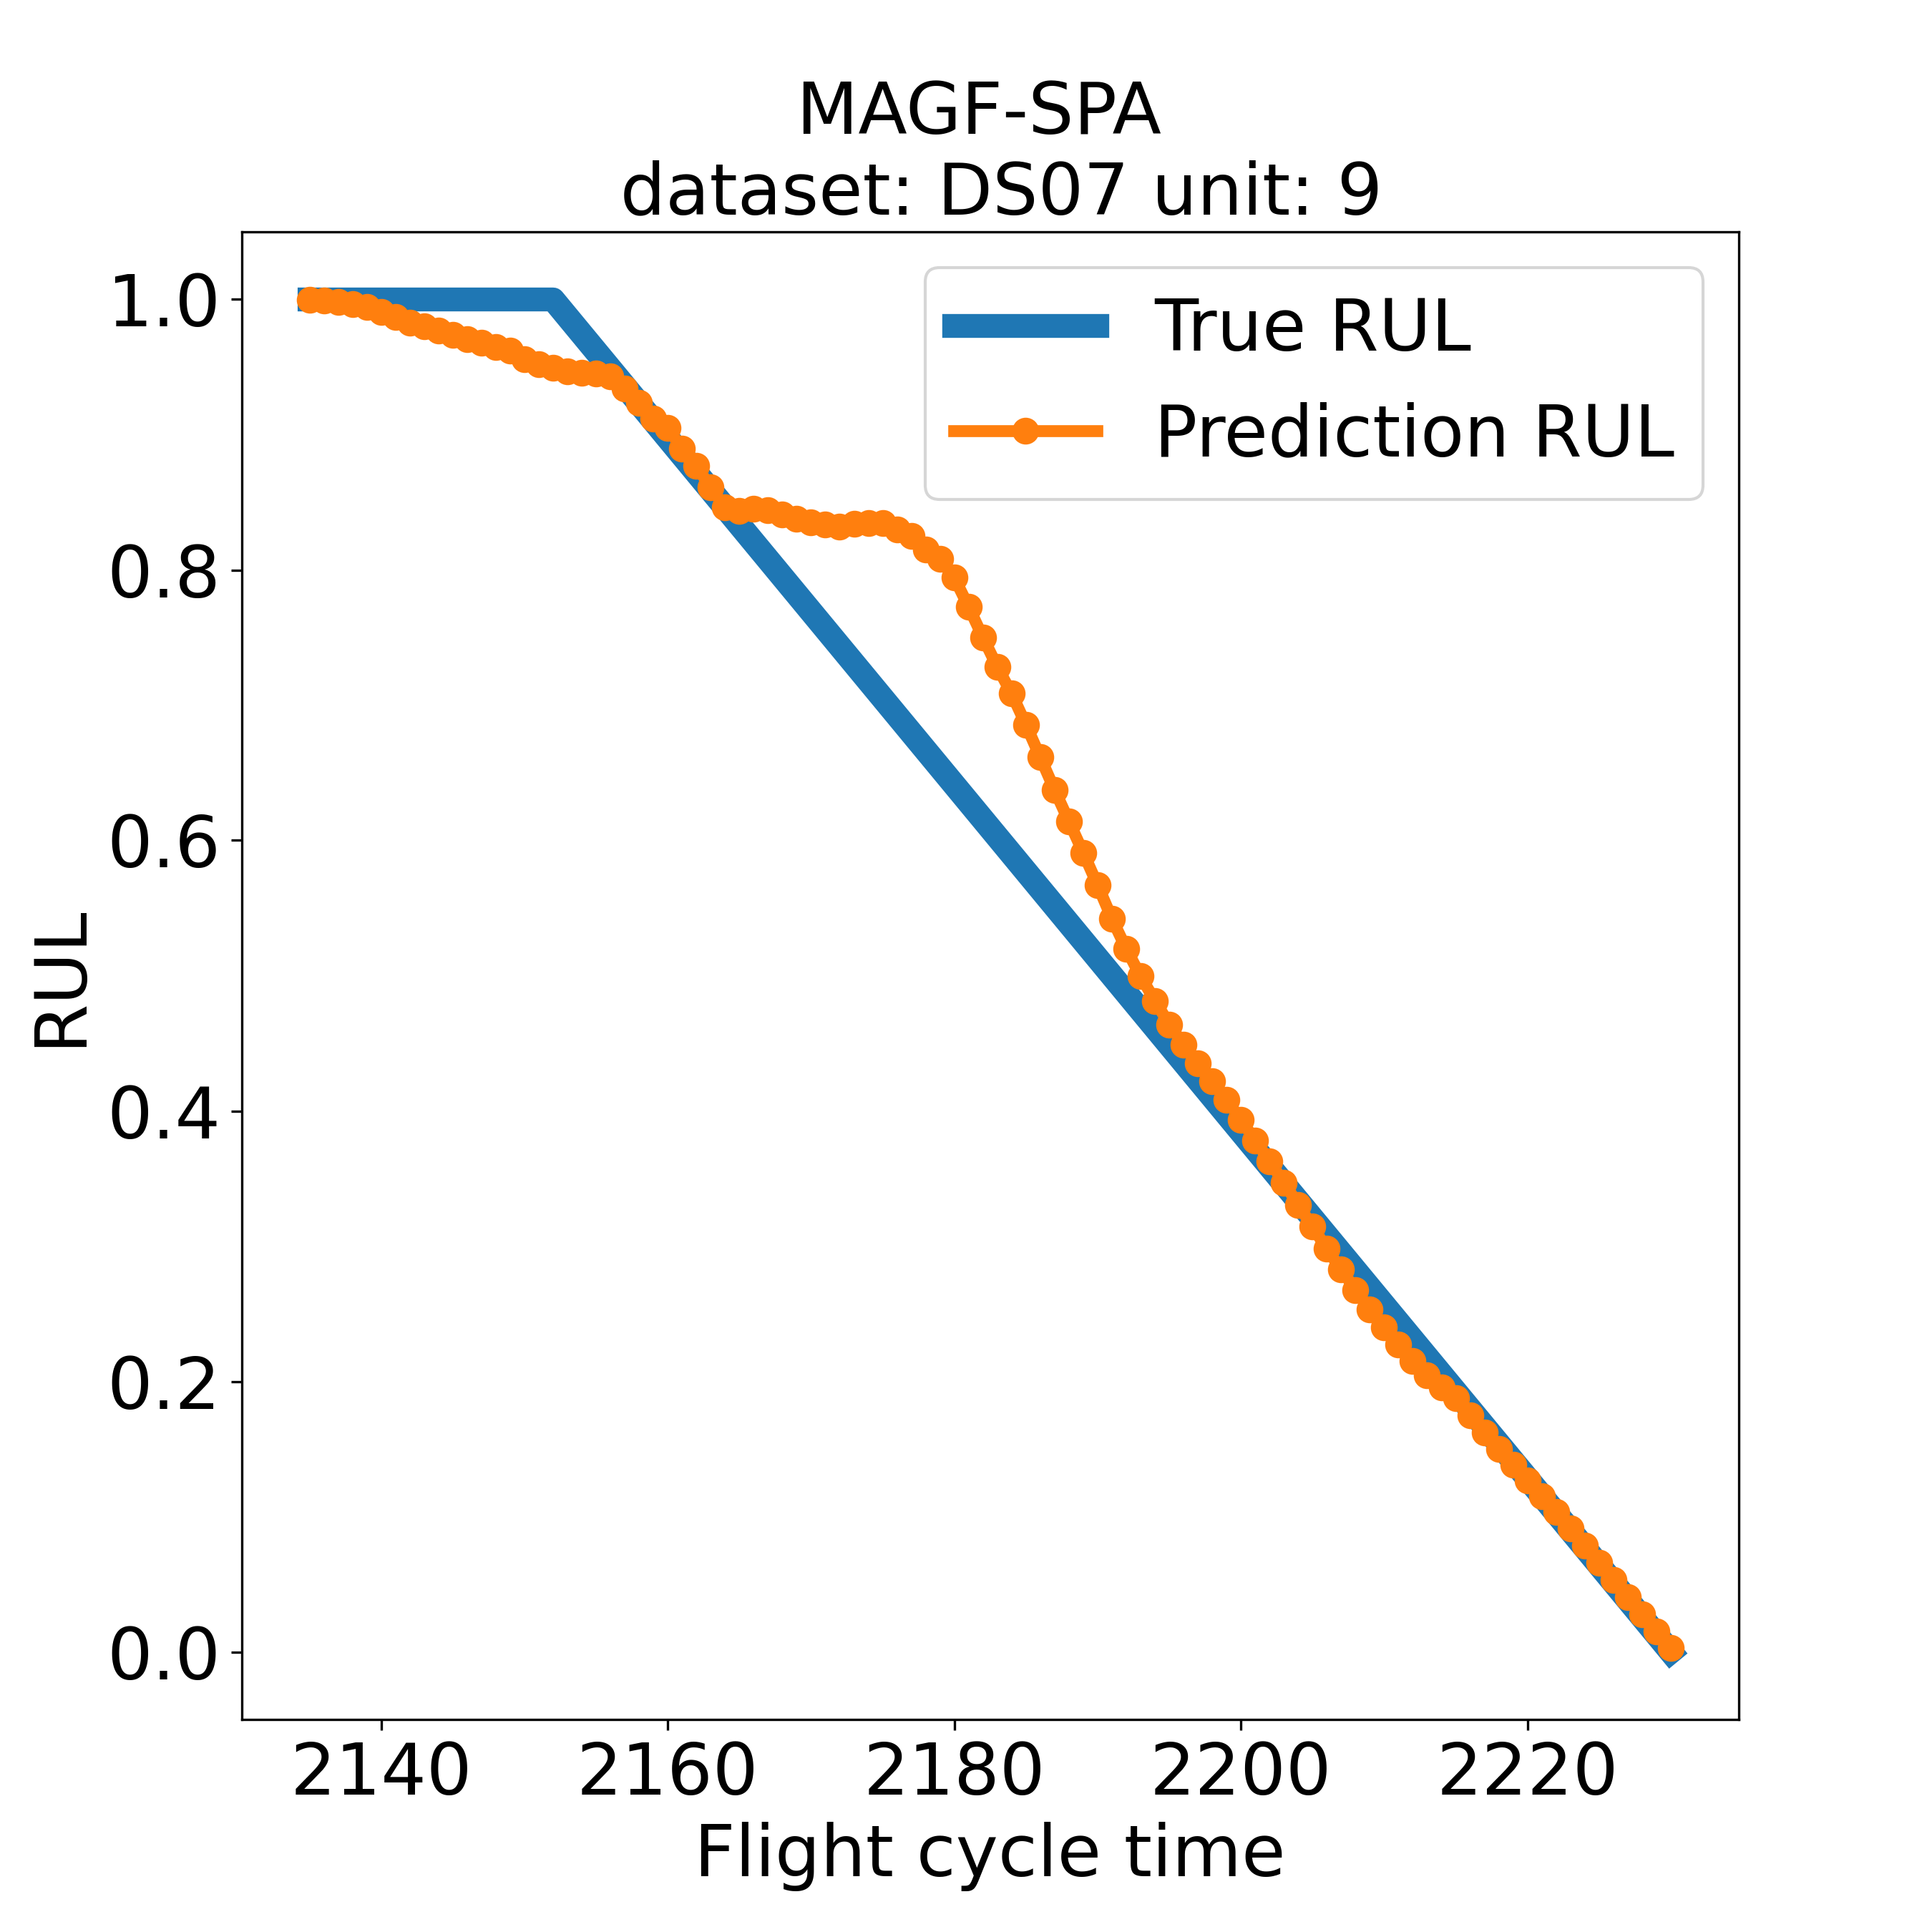 MAGF-SPA
dataset: DS07 unit: 9
True RUL
Prediction RUL
1.0
0.8
0.6
0.4
0.2
0.0
RUL
2140 2160 2180 2200 2220
Flight cycle time